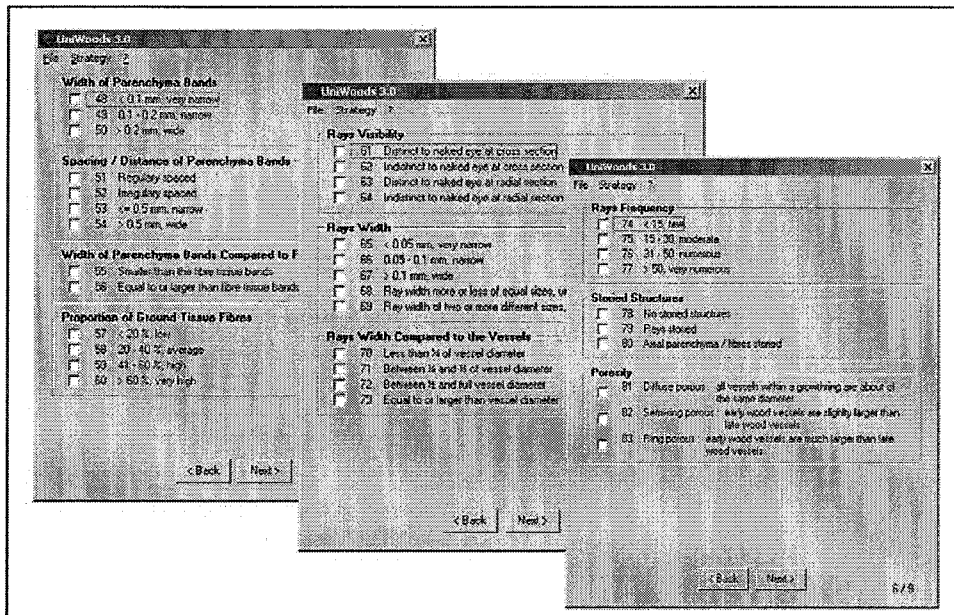 UniWoods 3.0
File Strategy ?
Width of Parenchyma Bands
48 < 0.1 mm, very narrow
49 0.1 - 0.2 mm, narrow
50 > 0.2 mm, wide
Spacing / Distance of Parenchyma Bands
51 Regulary spaced
52 Irregulary spaced
53 <= 0.5 mm, narrow
54 > 0.5 mm, wide
Width of Parenchyma Bands Compared to F
55 Smaller than the fibre tissue bands
56 Equal to or larger than fibre tissue bands
Proportion of Ground Tissue Fibres
57 < 20 %, low
58 20 - 40 %, average
59 41 - 60 %, high
60 > 60 %, very high
< Back Next >
UniWoods 3.0
File Strategy ?
Rays Visibility
61 Distinct to naked eye at cross section
62 Indistinct to naked eye at cross section
63 Distinct to naked eye at radial section
64 Indistinct to naked eye at radial section
Rays Width
65 < 0.05 mm, very narrow
66 0.05 - 0.1 mm, narrow
67 > 0.1 mm, wide
68 Ray width more or less of equal sizes, ur
69 Ray width of two or more different sizes,
Rays Width Compared to the Vessels
70 Less than ¼ of vessel diameter
71 Between ¼ and ½ of vessel diameter
72 Between ½ and full vessel diameter
73 Equal to or larger than vessel diameter
< Back Next >
UniWoods 3.0
File Strategy ?
Rays Frequency
74 < 15, few
75 15 - 30, moderate
76 31 - 50, numerous
77 > 50, very numerous
Storied Structures
78 No storied structures
79 Rays storied
80 Axial parenchyma / fibres storied
Porosity
81 Diffuse porous : all vessels within a growthring are about of
the same diameter
82 Semiring porous : early wood vessels are slighly larger than
late wood vessels
83 Ring porous : early wood vessels are much larger than late
wood vessels
< Back Next >
6 / 9